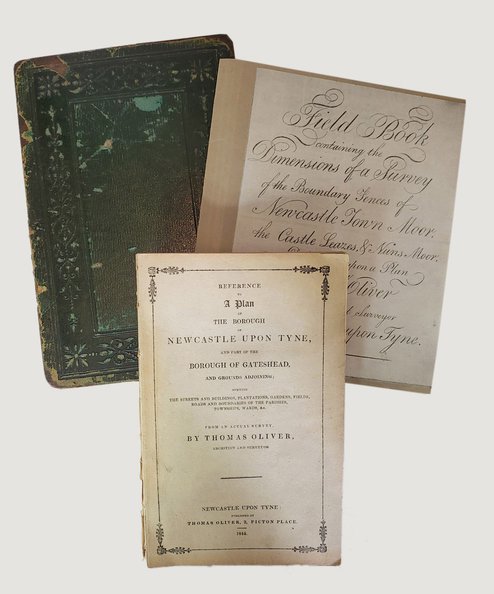 Field Book
containing the
Dimensions of a Survey
of the Boundary Fences of
Newcastle Town Moor,
the Castle Leazes, & Nuns Moor,
upon a Plan
Oliver
Surveyor
upon Tyne.
REFERENCE
TO
A Plan
OF
THE BOROUGH
OF
NEWCASTLE UPON TYNE,
AND PART OF THE
BOROUGH OF GATESHEAD,
AND GROUNDS ADJOINING;
SHEWING
THE STREETS AND BUILDINGS, PLANTATIONS, GARDENS, FIELDS,
ROADS AND BOUNDARIES OF THE PARISHES,
TOWNSHIPS, WARDS, &c.
FROM AN ACTUAL SURVEY,
BY THOMAS OLIVER,
ARCHITECT AND SURVEYOR
NEWCASTLE UPON TYNE:
PUBLISHED BY
THOMAS OLIVER, 3, PICTON PLACE.
1844.